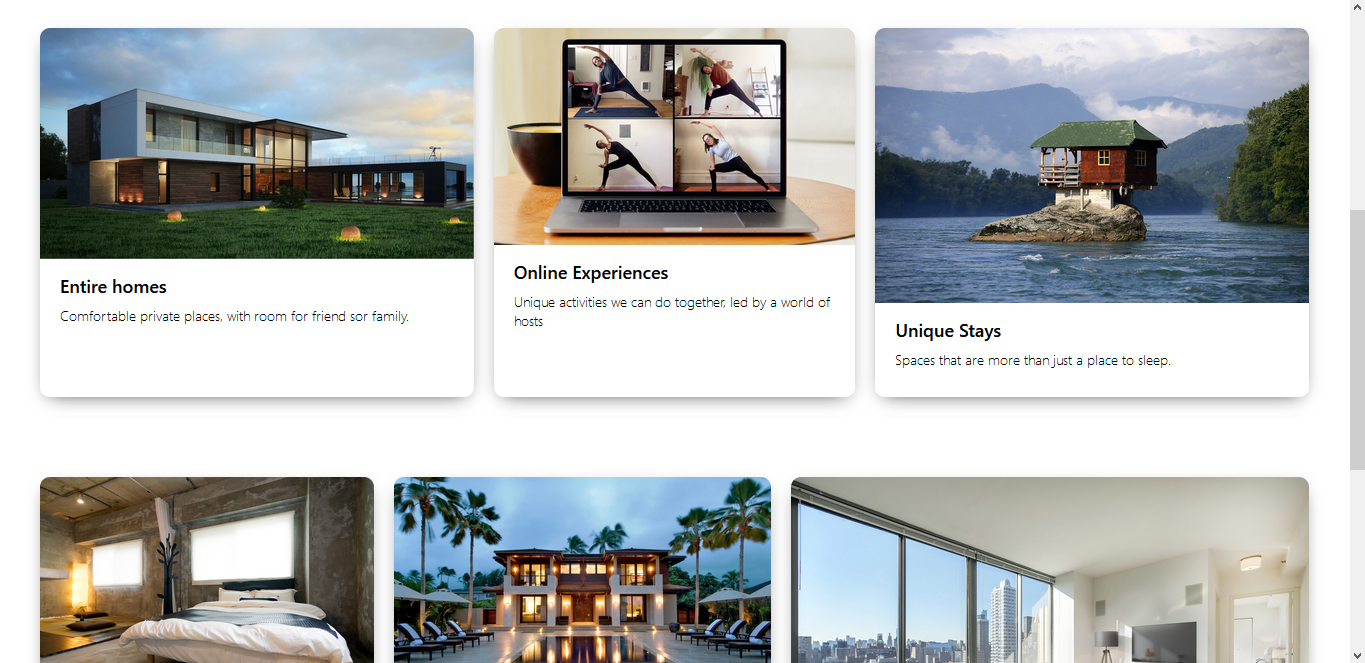 Entire homes
Comfortable private places, with room for friend sor family.
Online Experiences
Unique activities we can do together, led by a world of
hosts
Unique Stays
Spaces that are more than just a place to sleep.